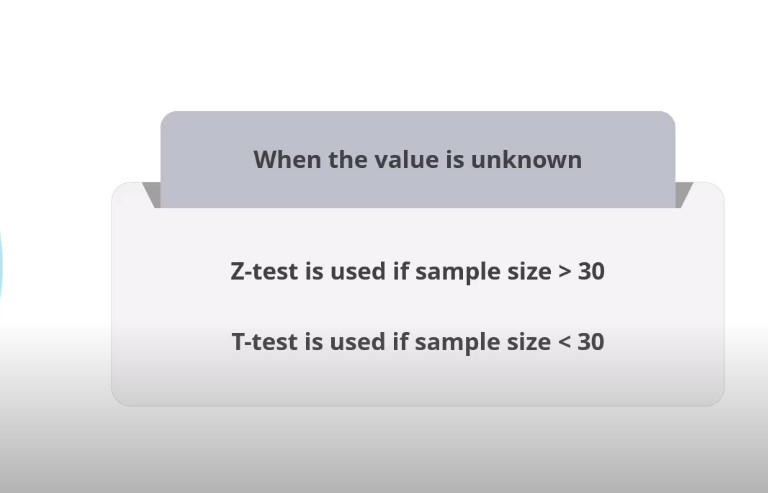 When the value is unknown
Z-test is used if sample size > 30
T-test is used if sample size < 30